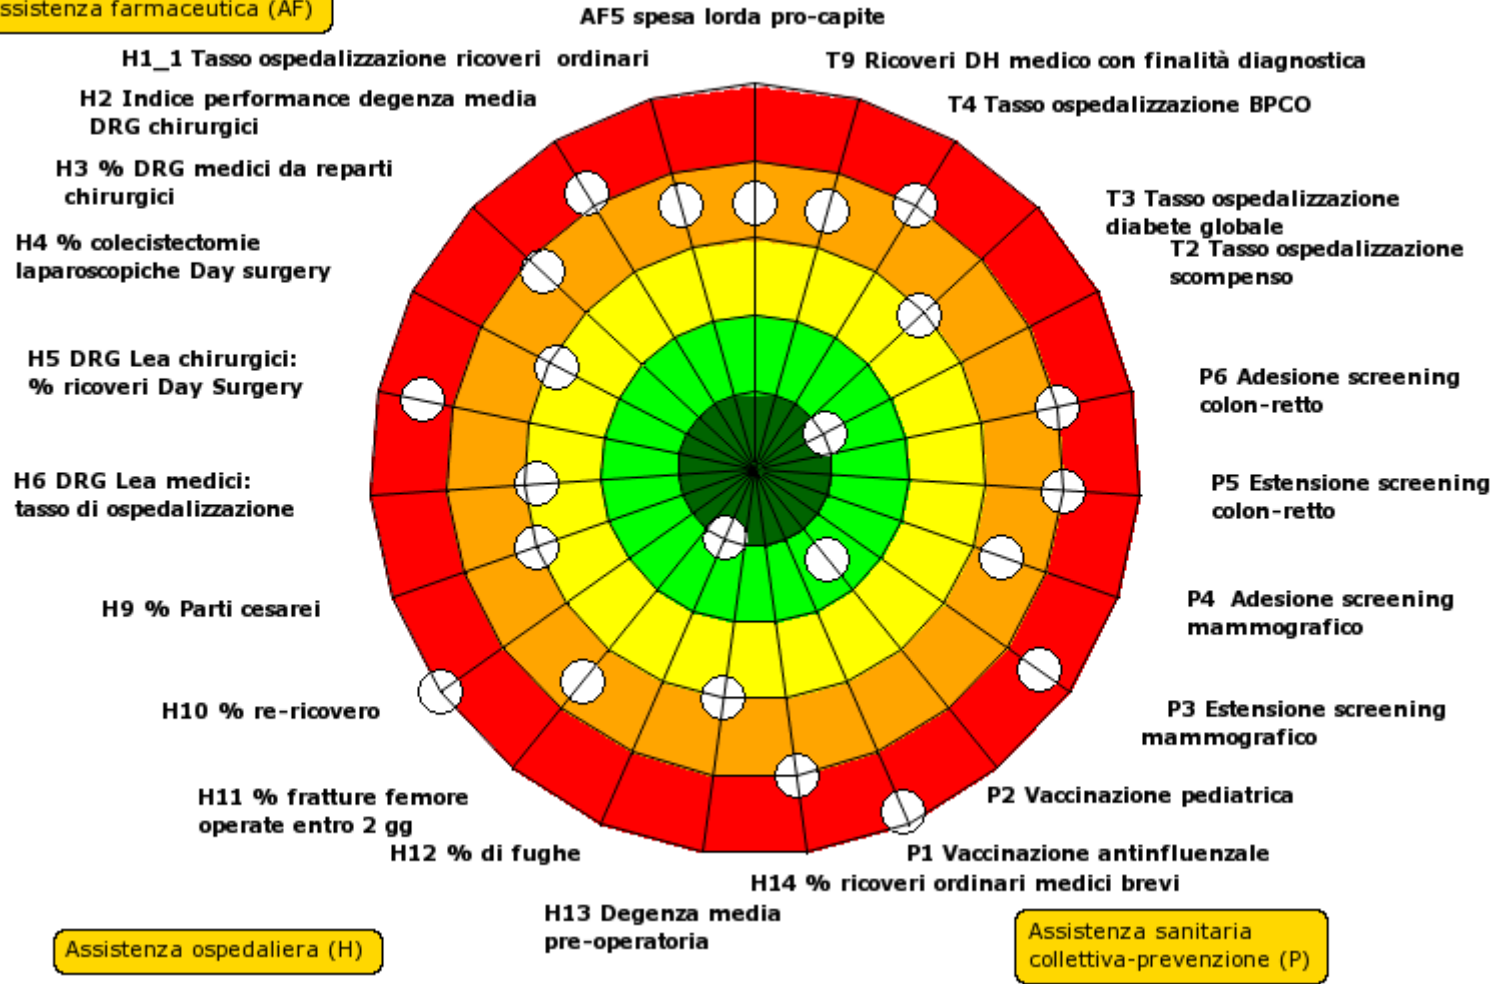 ssistenza farmaceutica (AF)
AF5 spesa lorda pro-capite
H1_1 Tasso ospedalizzazione ricoveri ordinari
T9 Ricoveri DH medico con finalità diagnostica
H2 Indice performance degenza media
DRG chirurgici
T4 Tasso ospedalizzazione BPCO
H3 % DRG medici da reparti
chirurgici
T3 Tasso ospedalizzazione
diabete globale
H4 % colecistectomie
laparoscopiche Day surgery
T2 Tasso ospedalizzazione
scompenso
H5 DRG Lea chirurgici:
% ricoveri Day Surgery
P6 Adesione screening
colon-retto
H6 DRG Lea medici:
tasso di ospedalizzazione
P5 Estensione screening
colon-retto
H9 % Parti cesarei
P4 Adesione screening
mammografico
H10 % re-ricovero
P3 Estensione screening
mammografico
H11 % fratture femore
operate entro 2 gg
P2 Vaccinazione pediatrica
H12 % di fughe
P1 Vaccinazione antinfluenzale
H14 % ricoveri ordinari medici brevi
H13 Degenza media
pre-operatoria
Assistenza ospedaliera (H)
Assistenza sanitaria
collettiva-prevenzione (P)